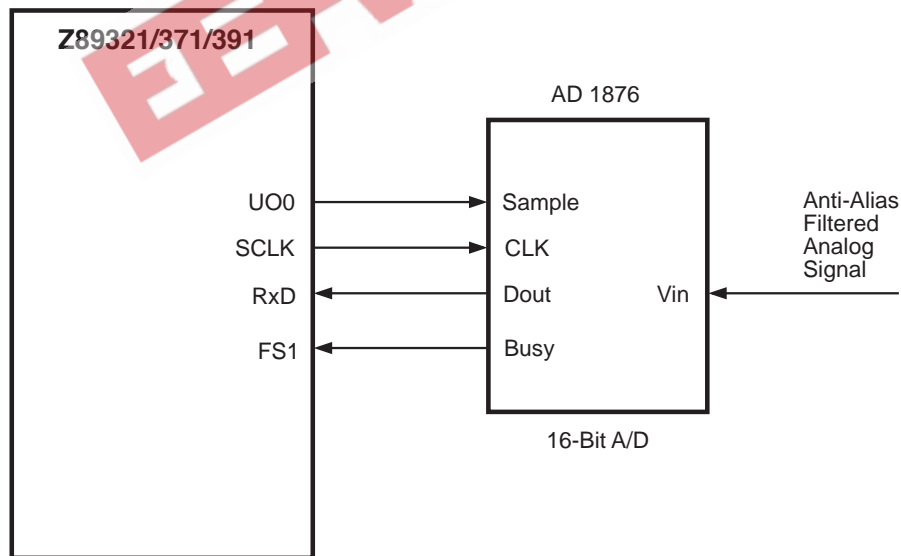 Z89321/371/391
AD 1876
UO0
Sample
SCLK
CLK
RxD
Dout
Vin
FS1
Busy
Anti-Alias
Filtered
Analog
Signal
16-Bit A/D